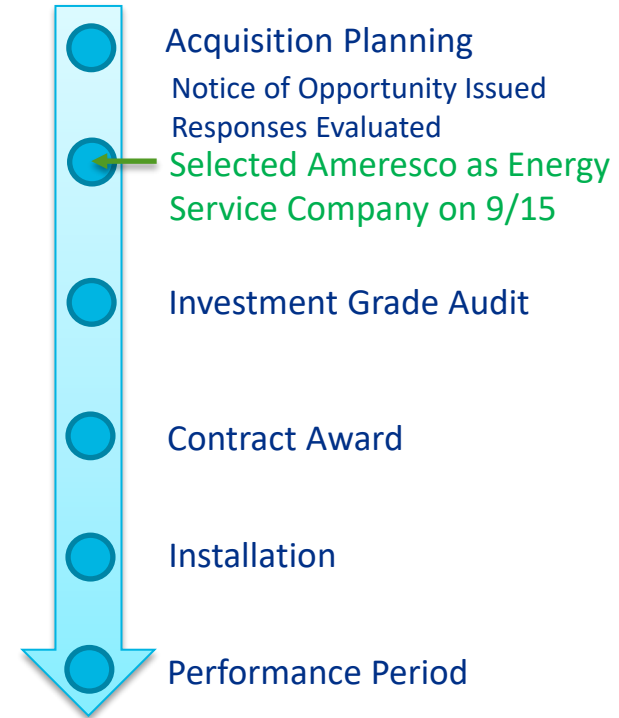 Acquisition Planning
Notice of Opportunity Issued
Responses Evaluated
Selected Ameresco as Energy
Service Company on 9/15
Investment Grade Audit
Contract Award
Installation
Performance Period